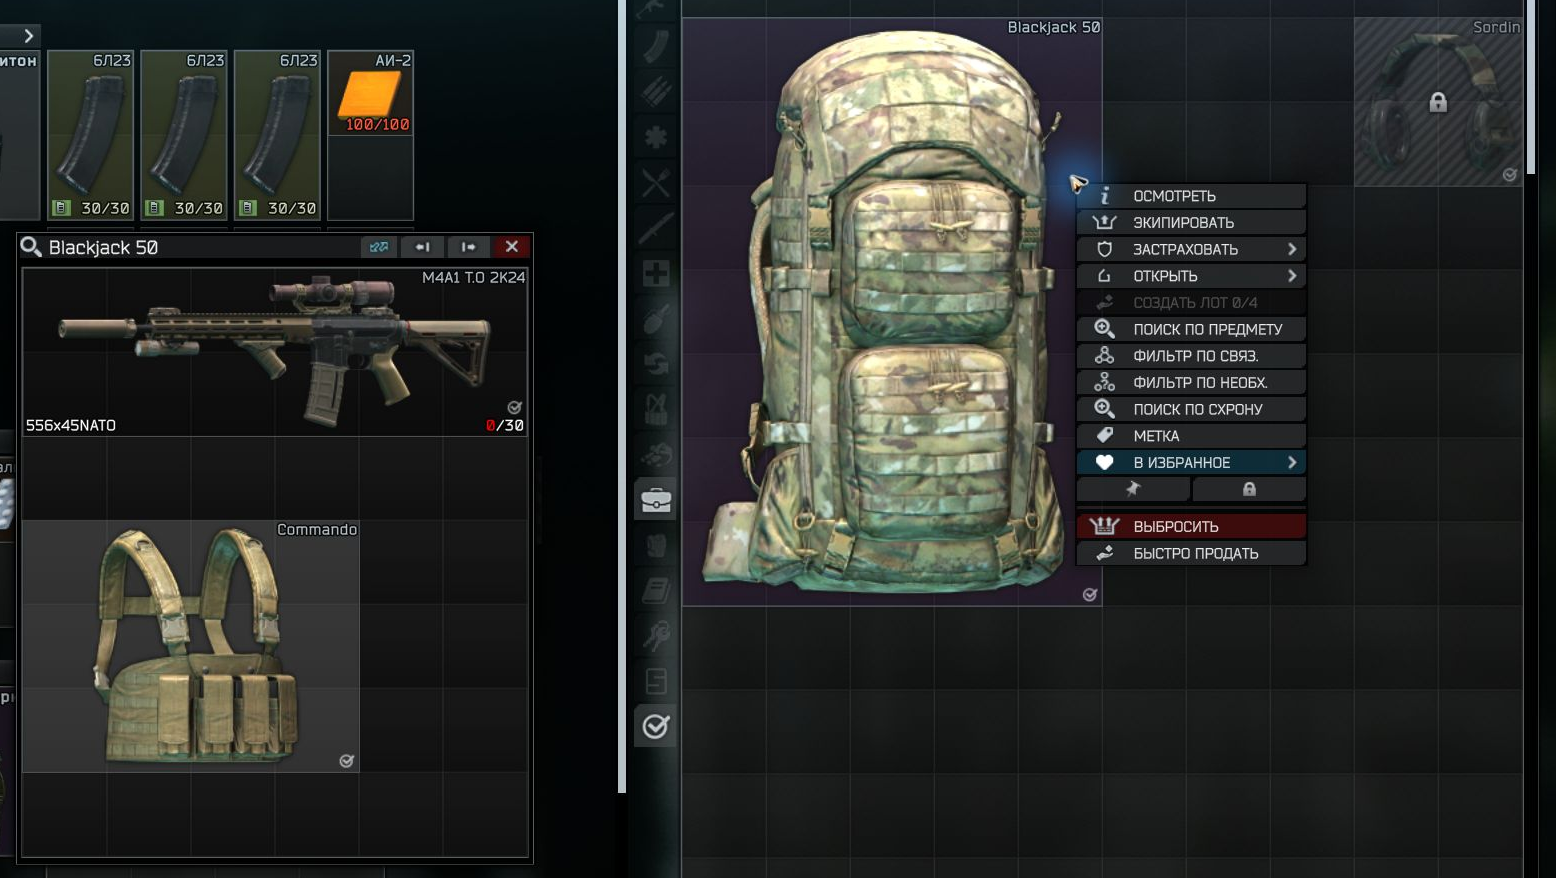 итон
6Л23
6Л23
6Л23
АИ-2
100/100
30/30
30/30
30/30
Blackjack 50
M4A1 T.O 2K24
556x45NATO
0/30
Commando
Blackjack 50
Sordin
ОСМОТРЕТЬ
ЭКИПИРОВАТЬ
ЗАСТРАХОВАТЬ
ОТКРЫТЬ
СОЗДАТЬ ЛОТ 0/4
ПОИСК ПО ПРЕДМЕТУ
ФИЛЬТР ПО СВЯЗ.
ФИЛЬТР ПО НЕОБХ.
ПОИСК ПО СХРОНУ
МЕТКА
В ИЗБРАННОЕ
ВЫБРОСИТЬ
БЫСТРО ПРОДАТЬ